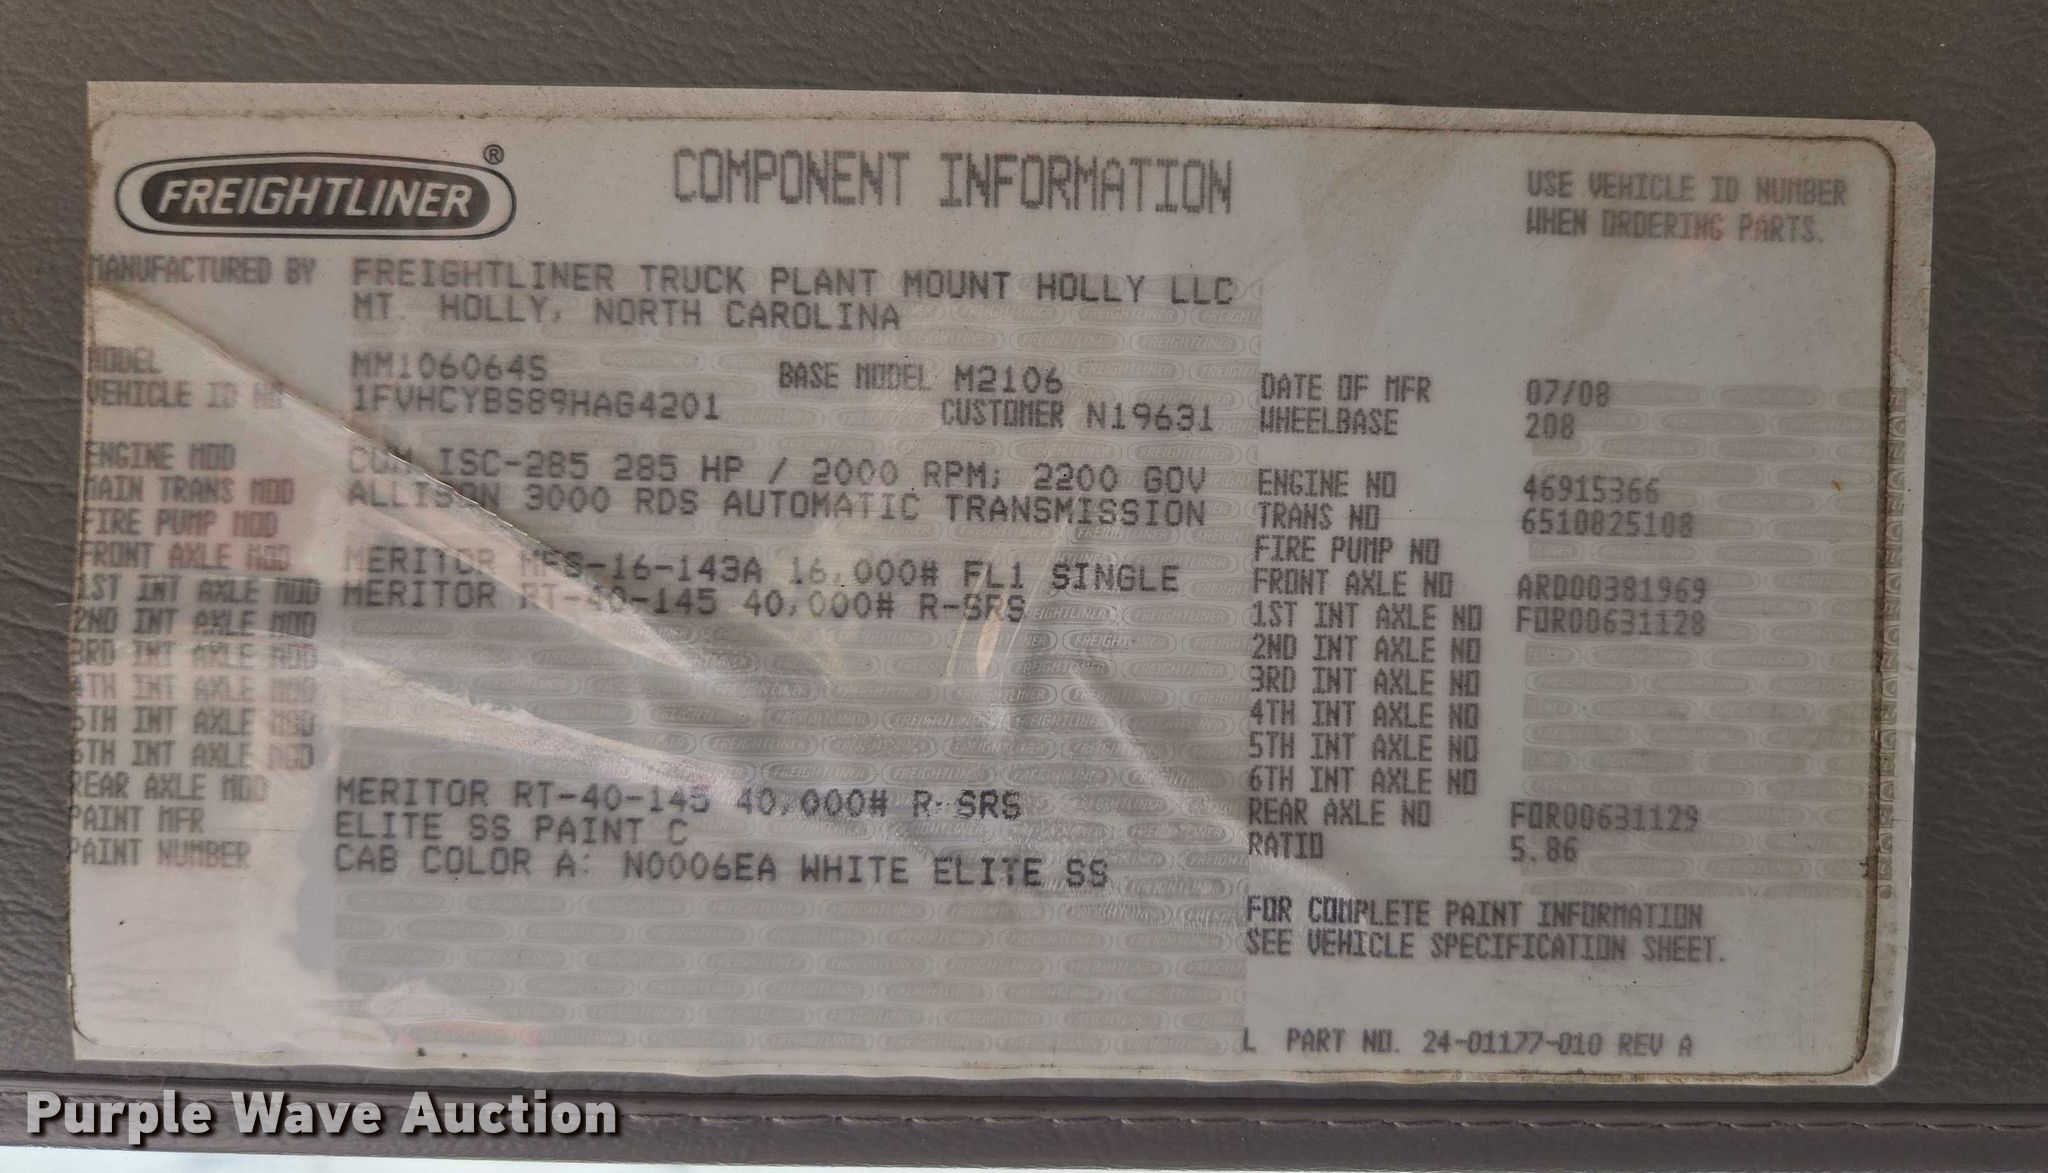 FREIGHTLINER ®
COMPONENT INFORMATION
USE VEHICLE ID NUMBER
WHEN ORDERING PARTS.
MANUFACTURED BY FREIGHTLINER TRUCK PLANT MOUNT HOLLY LLC
MT. HOLLY, NORTH CAROLINA
MODEL MM106064S BASE MODEL M2106 DATE OF MFR 07/08
VEHICLE ID NO 1FVHCYBS89HAG4201 CUSTOMER N19631 WHEELBASE 208
ENGINE MOD CUM ISC-285 285 HP / 2000 RPM; 2200 GOV ENGINE NO 46915366
MAIN TRANS MOD ALLISON 3000 RDS AUTOMATIC TRANSMISSION TRANS NO 6510825108
FIRE PUMP MOD FIRE PUMP NO
FRONT AXLE MOD MERITOR MFS-16-143A 16,000# FL1 SINGLE FRONT AXLE NO ARD00381969
1ST INT AXLE MOD MERITOR RT-40-145 40,000# R-SRS 1ST INT AXLE NO FOR00631128
2ND INT AXLE MOD 2ND INT AXLE NO
3RD INT AXLE MOD 3RD INT AXLE NO
4TH INT AXLE MOD 4TH INT AXLE NO
5TH INT AXLE MOD 5TH INT AXLE NO
6TH INT AXLE MOD 6TH INT AXLE NO
REAR AXLE MOD MERITOR RT-40-145 40,000# R-SRS REAR AXLE NO FOR00631129
PAINT MFR ELITE SS PAINT C RATIO 5.86
PAINT NUMBER CAB COLOR A: N0006EA WHITE ELITE SS
FOR COMPLETE PAINT INFORMATION
SEE VEHICLE SPECIFICATION SHEET.
L PART NO. 24-01177-010 REV A
Purple Wave Auction